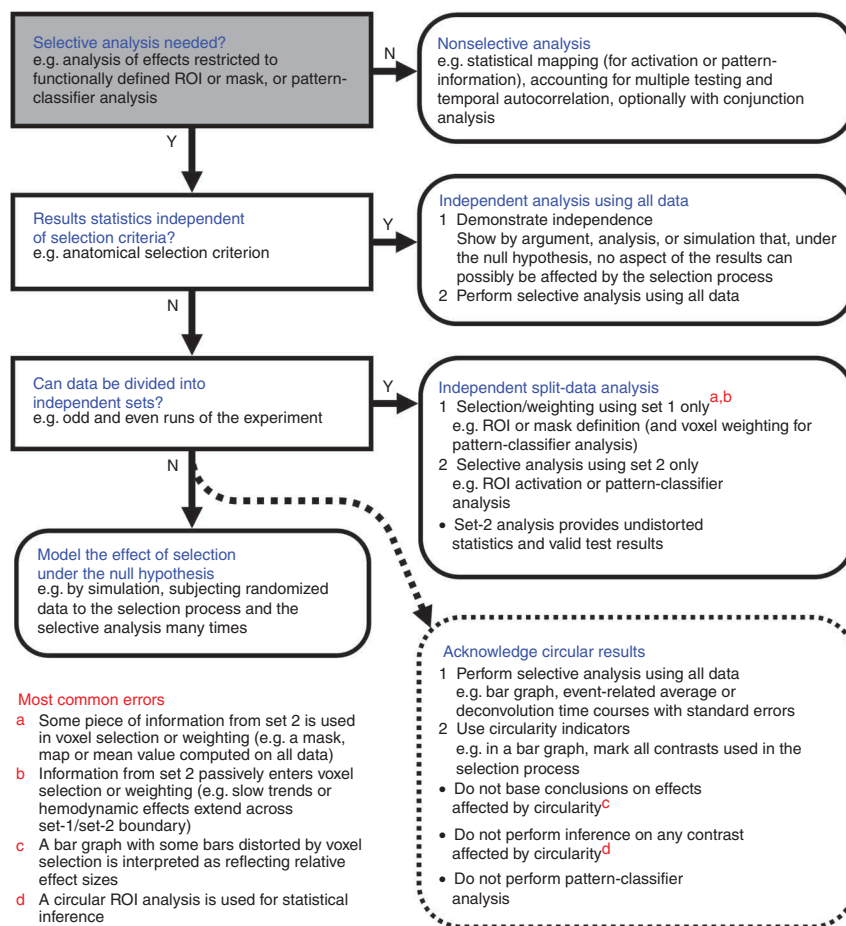 Selective analysis needed?
e.g. analysis of effects restricted to
functionally defined ROI or mask, or pattern-
classifier analysis
N
Nonselective analysis
e.g. statistical mapping (for activation or pattern-
information), accounting for multiple testing and
temporal autocorrelation, optionally with conjunction
analysis
Y
Results statistics independent
of selection criteria?
e.g. anatomical selection criterion
Y
Independent analysis using all data
1 Demonstrate independence
Show by argument, analysis, or simulation that, under
the null hypothesis, no aspect of the results can
possibly be affected by the selection process
2 Perform selective analysis using all data
N
Can data be divided into
independent sets?
e.g. odd and even runs of the experiment
Y
Independent split-data analysis
1 Selection/weighting using set 1 only a,b
e.g. ROI or mask definition (and voxel weighting for
pattern-classifier analysis)
2 Selective analysis using set 2 only
e.g. ROI activation or pattern-classifier
analysis
• Set-2 analysis provides undistorted
statistics and valid test results
N
Model the effect of selection
under the null hypothesis
e.g. by simulation, subjecting randomized
data to the selection process and the
selective analysis many times
Acknowledge circular results
1 Perform selective analysis using all data
e.g. bar graph, event-related average or
deconvolution time courses with standard errors
2 Use circularity indicators
e.g. in a bar graph, mark all contrasts used in the
selection process
• Do not base conclusions on effects
affected by circularity c
• Do not perform inference on any contrast
affected by circularity d
• Do not perform pattern-classifier
analysis
Most common errors
a Some piece of information from set 2 is used
in voxel selection or weighting (e.g. a mask,
map or mean value computed on all data)
b Information from set 2 passively enters voxel
selection or weighting (e.g. slow trends or
hemodynamic effects extend across
set-1/set-2 boundary)
c A bar graph with some bars distorted by voxel
selection is interpreted as reflecting relative
effect sizes
d A circular ROI analysis is used for statistical
inference